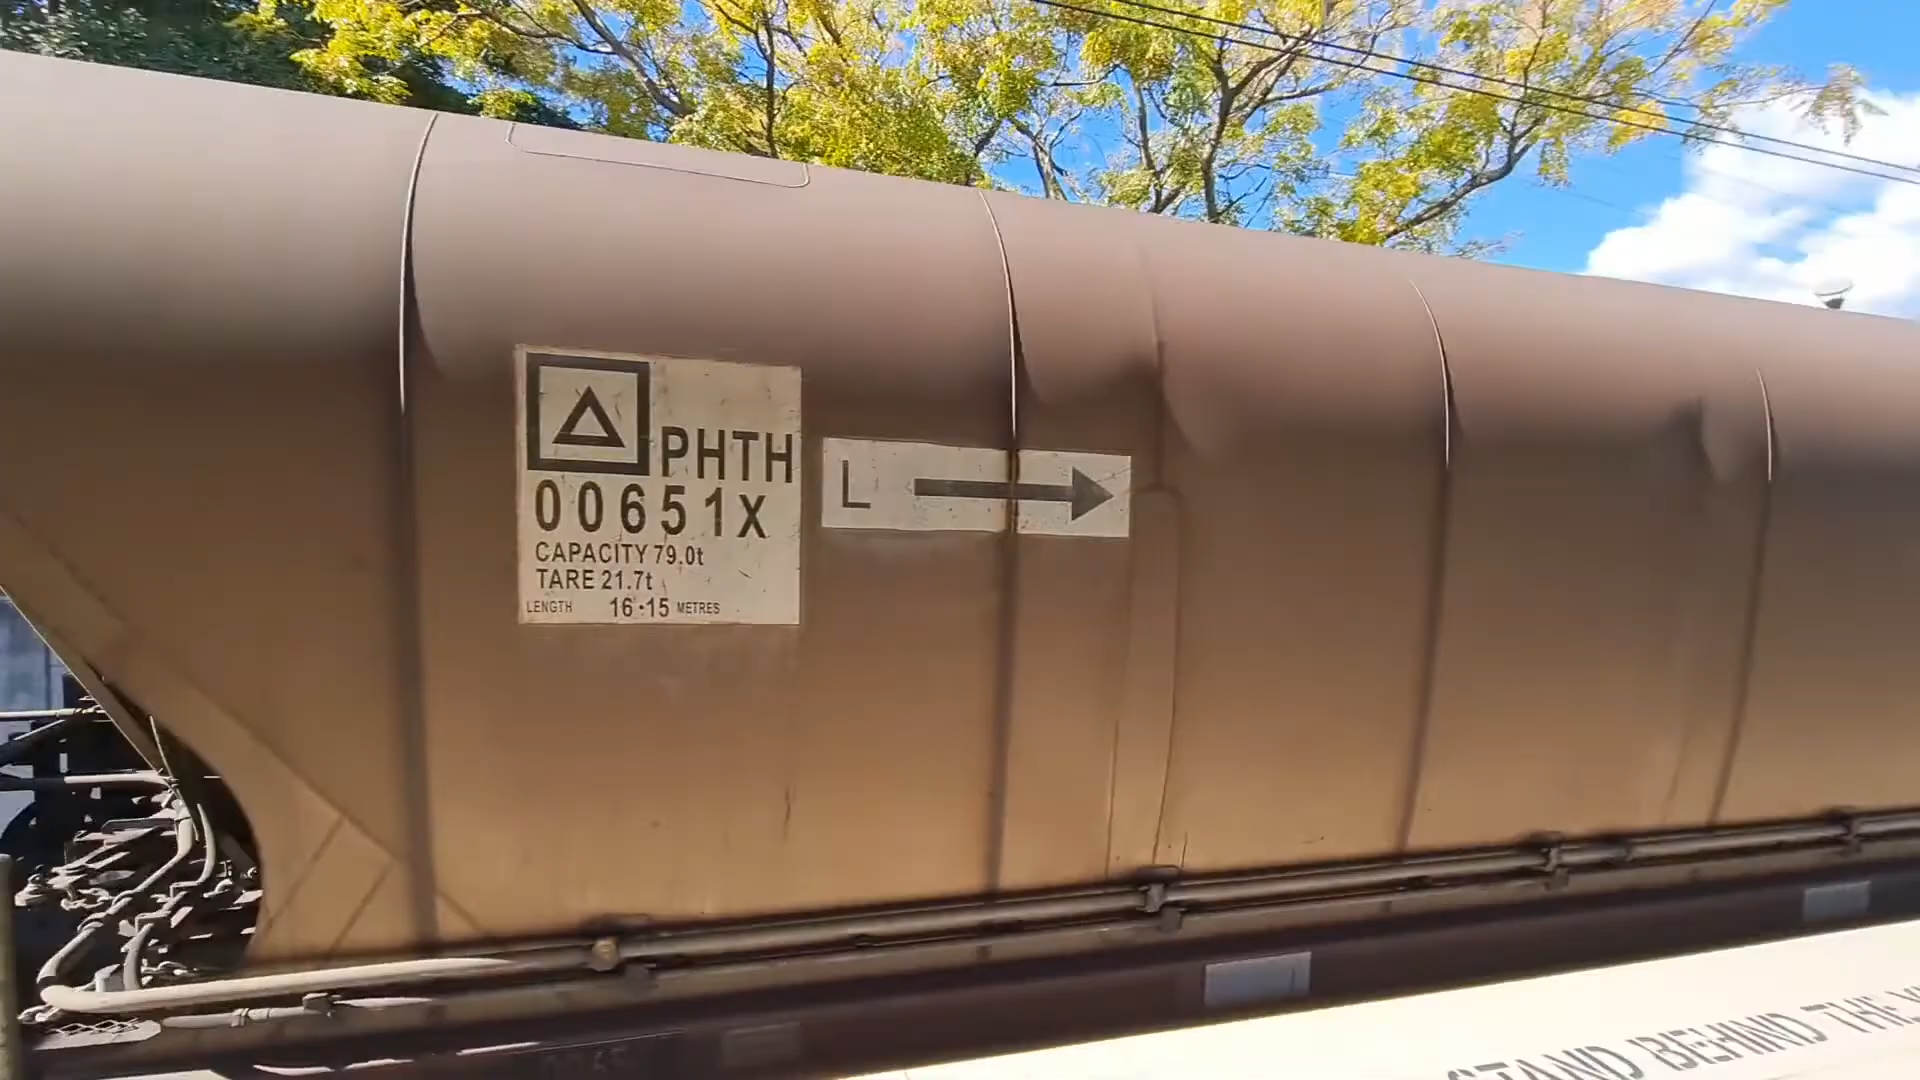 PHTH
00651X
CAPACITY 79.0t
TARE 21.7t
LENGTH 16·15 METRES
L
STAND BEHIND THE